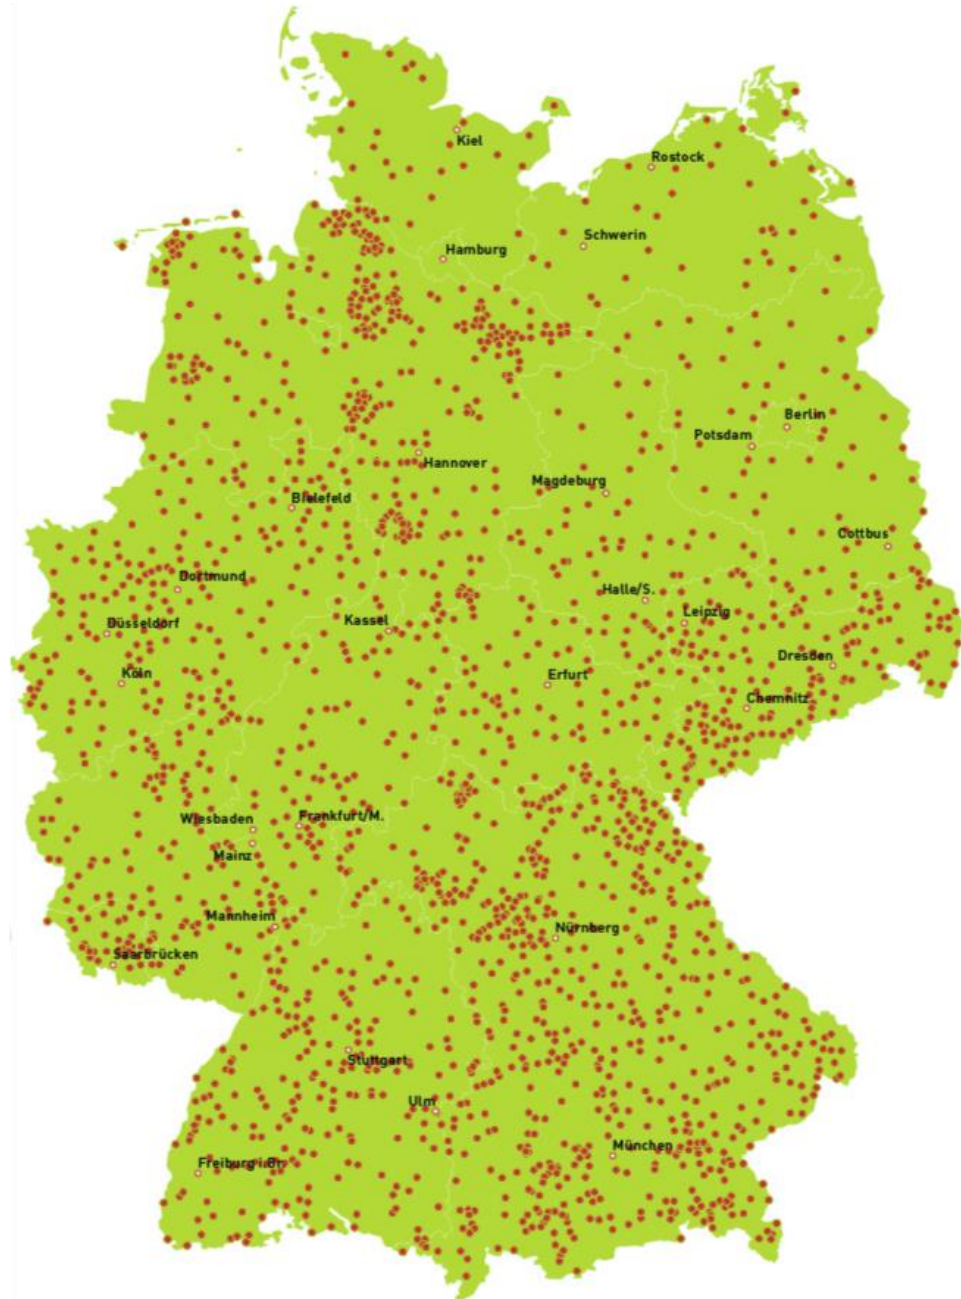 Kiel
Rostock
Schwerin
Hamburg
Berlin
Potsdam
Hannover
Magdeburg
Bielefeld
Cottbus
Dortmund
Halle/S.
Leipzig
Kassel
Düsseldorf
Dresden
Köln
Erfurt
Chemnitz
Wiesbaden
Frankfurt/M.
Mainz
Mannheim
Nürnberg
Saarbrücken
Stuttgart
Ulm
München
Freiburg i.Br.